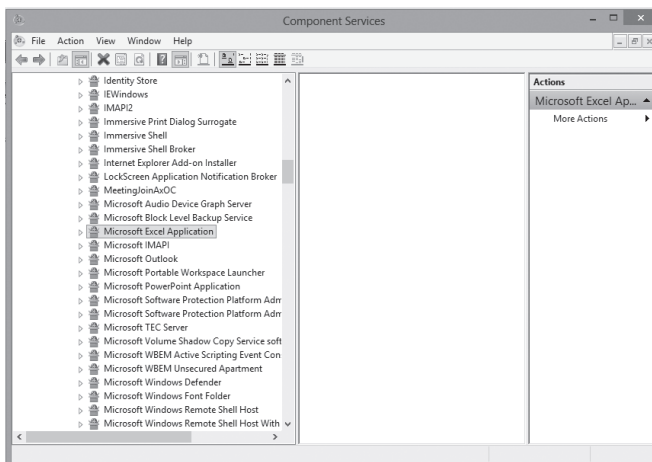 Component Services
File Action View Window Help
Identity Store
IEWindows
IMAPI2
Immersive Print Dialog Surrogate
Immersive Shell
Immersive Shell Broker
Internet Explorer Add-on Installer
LockScreen Application Notification Broker
MeetingJoinAxOC
Microsoft Audio Device Graph Server
Microsoft Block Level Backup Service
Microsoft Excel Application
Microsoft IMAPI
Microsoft Outlook
Microsoft Portable Workspace Launcher
Microsoft PowerPoint Application
Microsoft Software Protection Platform Adm
Microsoft Software Protection Platform Adm
Microsoft TEC Server
Microsoft Volume Shadow Copy Service soft
Microsoft WBEM Active Scripting Event Con
Microsoft WBEM Unsecured Apartment
Microsoft Windows Defender
Microsoft Windows Font Folder
Microsoft Windows Remote Shell Host
Microsoft Windows Remote Shell Host With
Actions
Microsoft Excel Ap...
More Actions